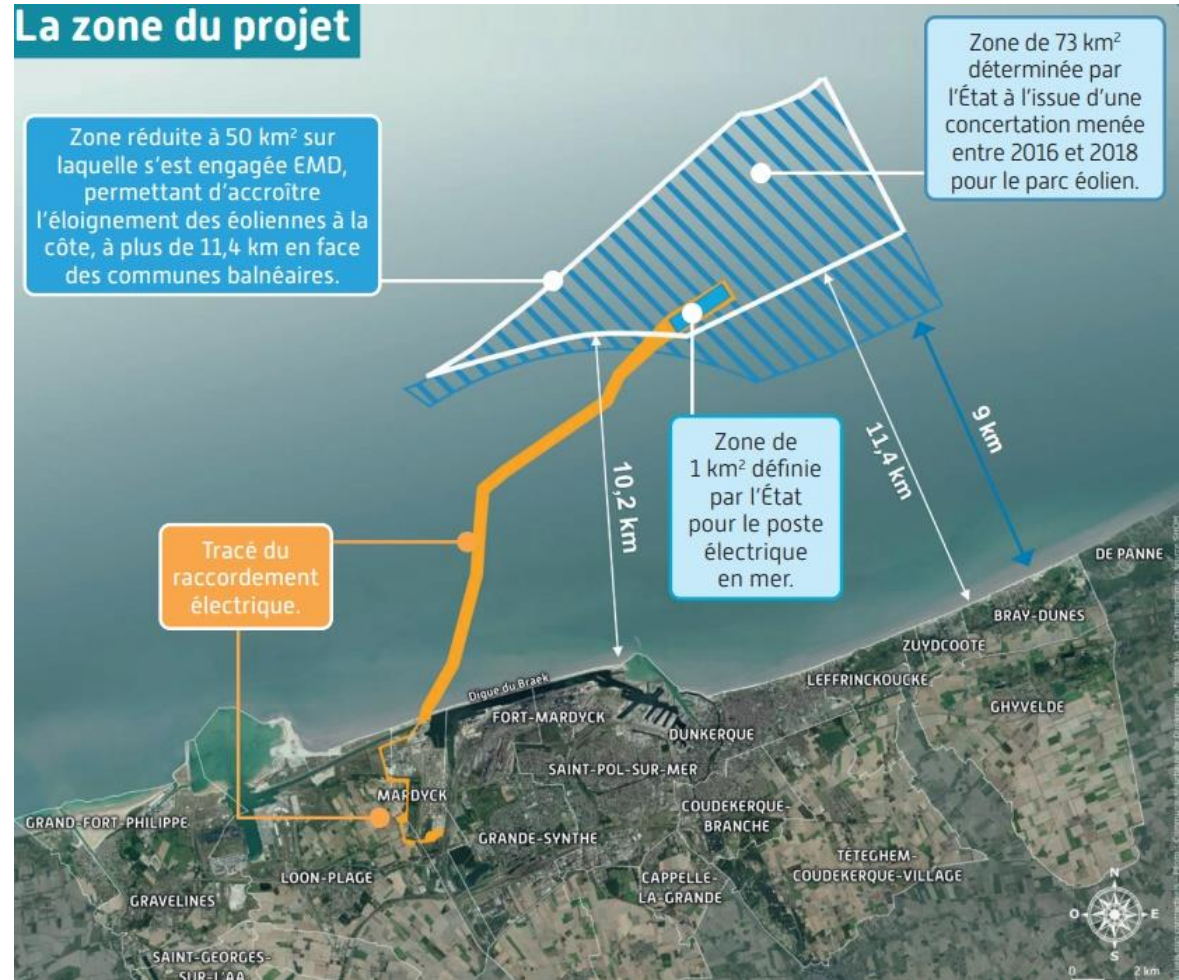 La zone du projet
Zone de 73 km²
déterminée par
l'État à l'issue d'une
concertation menée
entre 2016 et 2018
pour le parc éolien.
Zone réduite à 50 km² sur
laquelle s'est engagée EMD,
permettant d'accroître
l'éloignement des éoliennes à la
côte, à plus de 11,4 km en face
des communes balnéaires.
Zone de
1 km² définie
par l'État
pour le poste
électrique
en mer.
10,2 km
11,4 km
9 km
Tracé du
raccordement
électrique.
DE PANNE
BRAY-DUNES
ZUYDCOOTE
LEFFRINCKOUCKE
GHYVELDE
Digue du Braek
FORT-MARDYCK
DUNKERQUE
SAINT-POL-SUR-MER
MARDYCK
COUDEKERQUE-
BRANCHE
GRAND-FORT-PHILIPPE
GRANDE-SYNTHE
TÉTEGHEM-
COUDEKERQUE-VILLAGE
LOON-PLAGE
CAPPELLE-
LA-GRANDE
GRAVELINES
SAINT-GEORGES-
SUR-L'AA
N
O
E
S
0 2 km